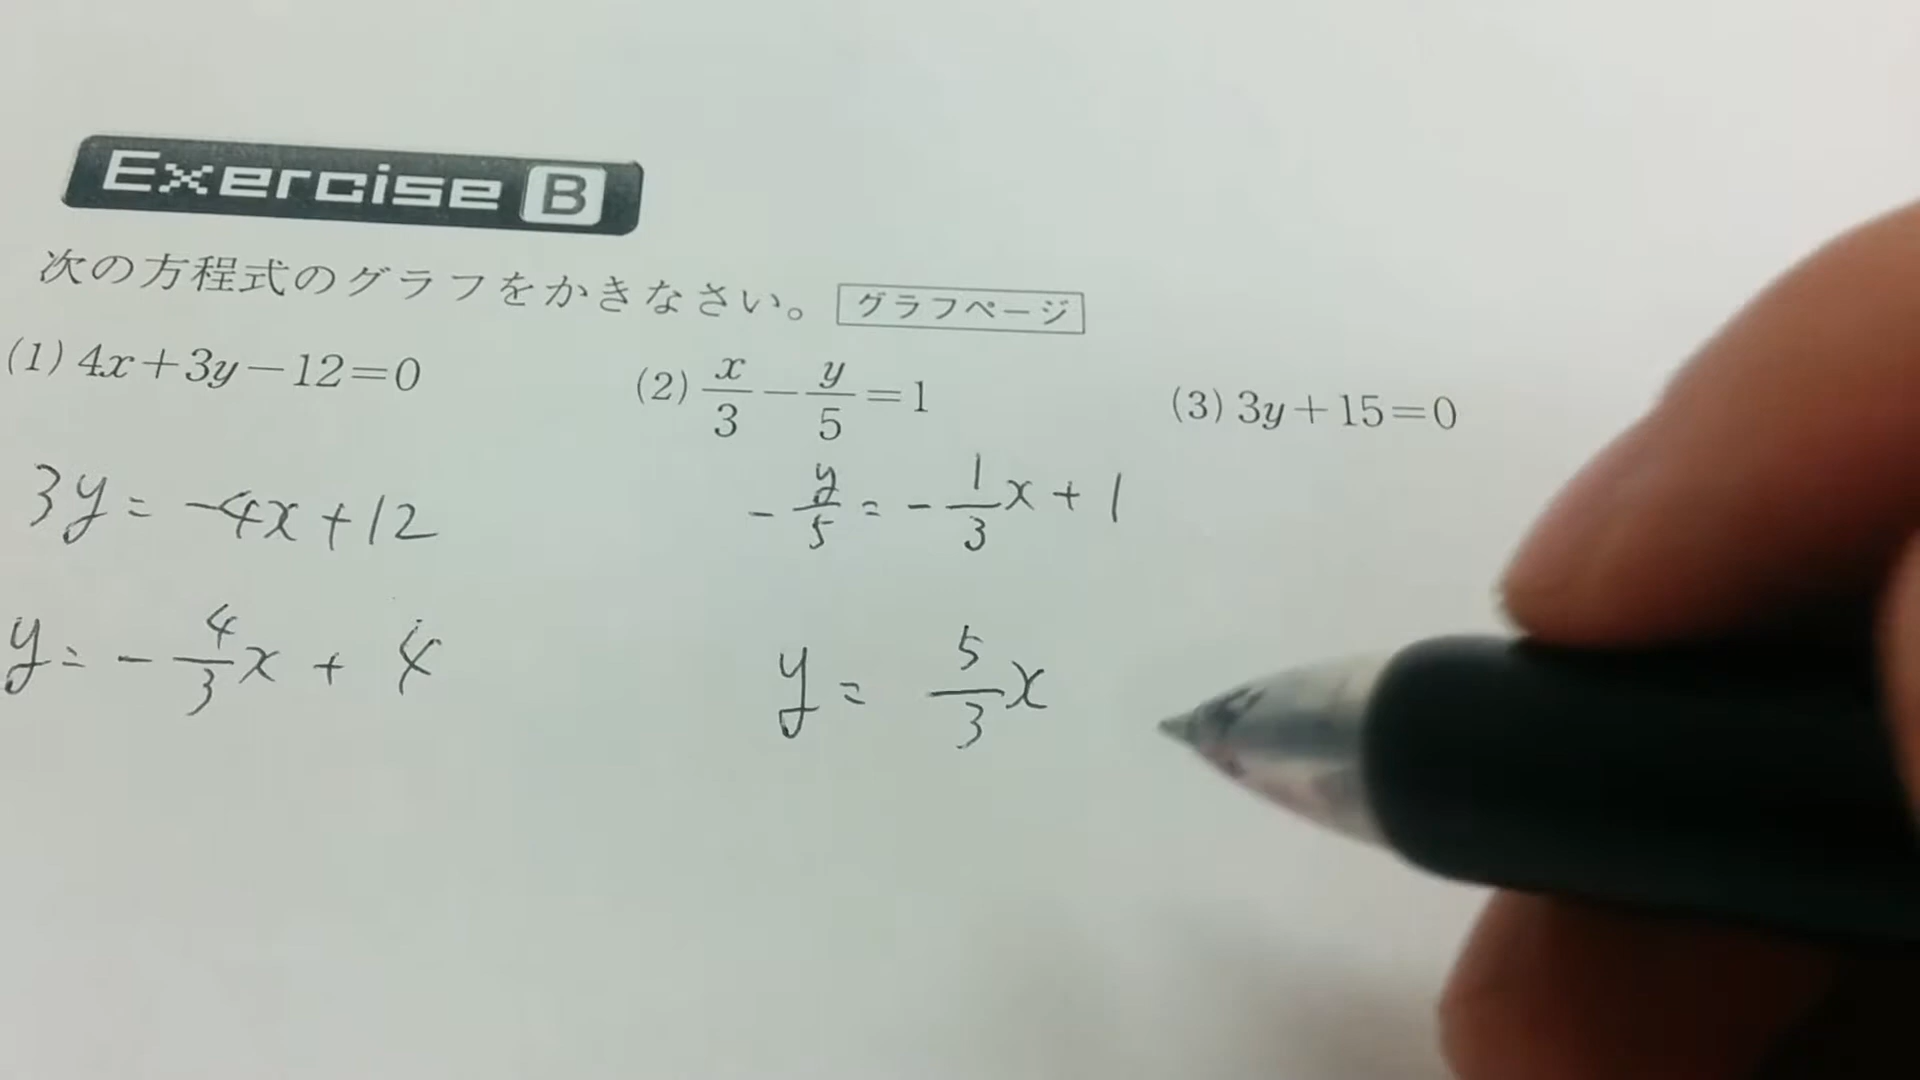 Exercise B
次の方程式のグラフをかきなさい。 グラフページ
(1) 4x+3y−12=0
3y = -4x + 12
y = - 4/3 x + 4
(2) x/3 − y/5 = 1
- y/5 = - 1/3 x + 1
y = 5/3 x
(3) 3y+15=0